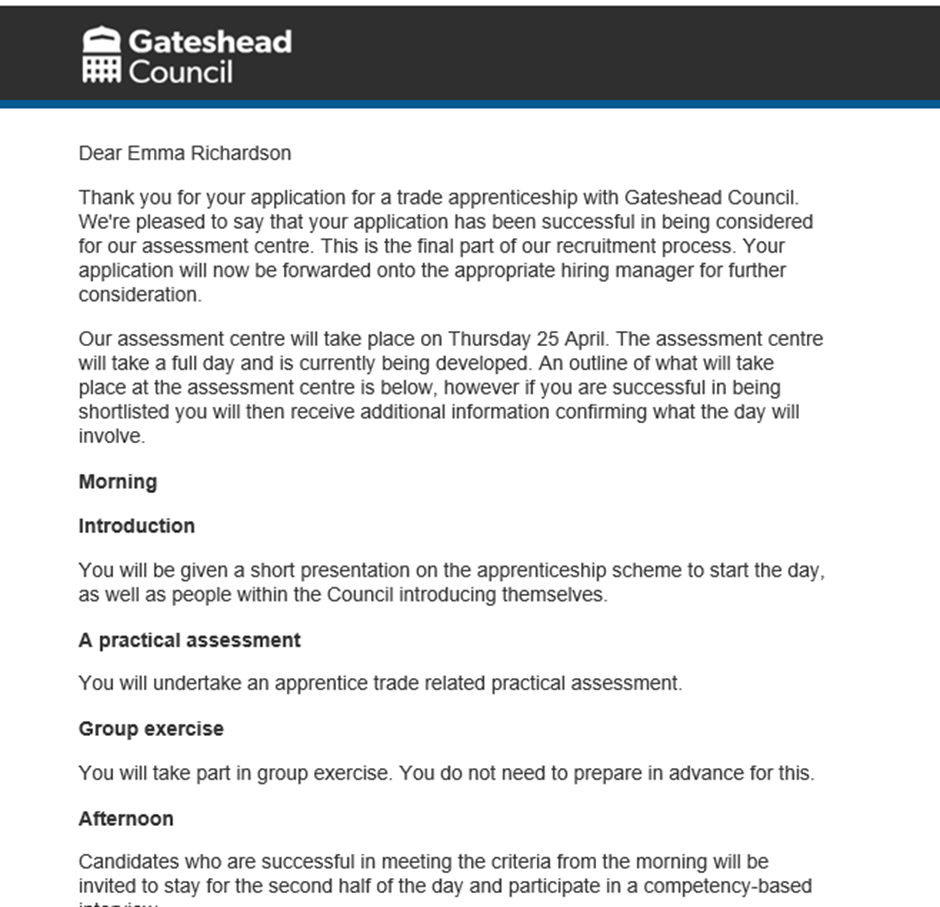 Gateshead
Council
Dear Emma Richardson
Thank you for your application for a trade apprenticeship with Gateshead Council.
We're pleased to say that your application has been successful in being considered
for our assessment centre. This is the final part of our recruitment process. Your
application will now be forwarded onto the appropriate hiring manager for further
consideration.
Our assessment centre will take place on Thursday 25 April. The assessment centre
will take a full day and is currently being developed. An outline of what will take
place at the assessment centre is below, however if you are successful in being
shortlisted you will then receive additional information confirming what the day will
involve.
Morning
Introduction
You will be given a short presentation on the apprenticeship scheme to start the day,
as well as people within the Council introducing themselves.
A practical assessment
You will undertake an apprentice trade related practical assessment.
Group exercise
You will take part in group exercise. You do not need to prepare in advance for this.
Afternoon
Candidates who are successful in meeting the criteria from the morning will be
invited to stay for the second half of the day and participate in a competency-based